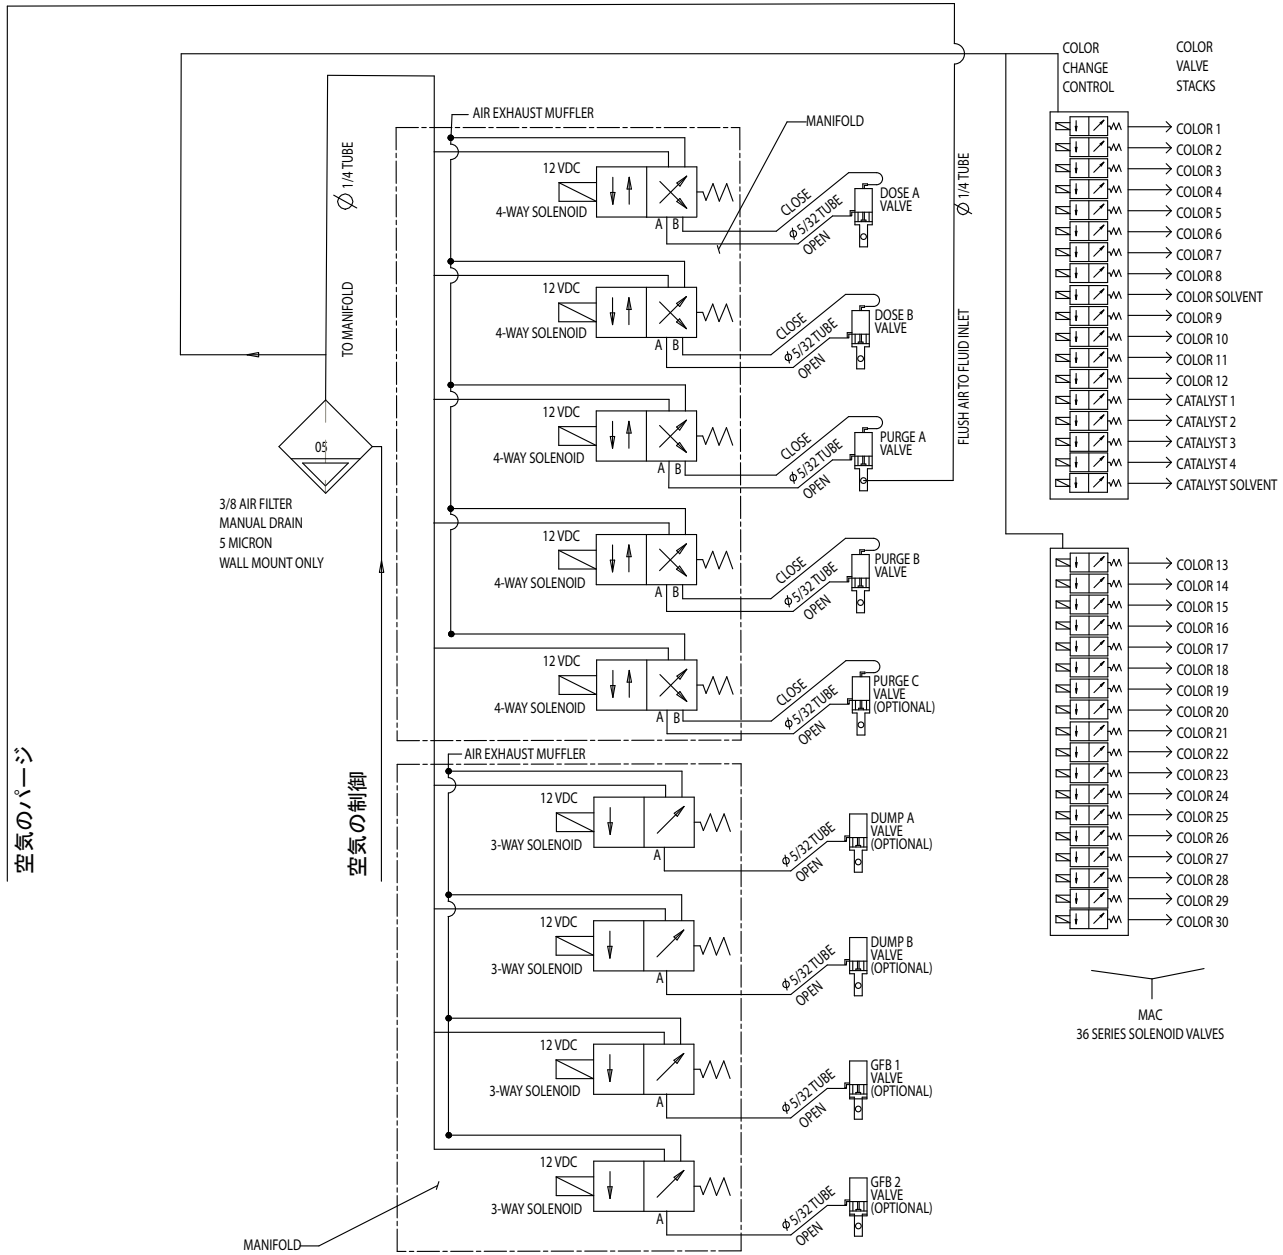 COLOR
CHANGE
CONTROL
COLOR
VALVE
STACKS
AIR EXHAUST MUFFLER
MANIFOLD
Ø 1/4 TUBE
TO MANIFOLD
12 VDC
4-WAY SOLENOID
A B
CLOSE
Ø 5/32 TUBE
OPEN
DOSE A
VALVE
12 VDC
4-WAY SOLENOID
A B
CLOSE
Ø 5/32 TUBE
OPEN
DOSE B
VALVE
12 VDC
4-WAY SOLENOID
A B
CLOSE
Ø 5/32 TUBE
OPEN
PURGE A
VALVE
12 VDC
4-WAY SOLENOID
A B
CLOSE
Ø 5/32 TUBE
OPEN
PURGE B
VALVE
12 VDC
4-WAY SOLENOID
A B
CLOSE
Ø 5/32 TUBE
OPEN
PURGE C
VALVE
(OPTIONAL)
Ø 1/4 TUBE
FLUSH AIR TO FLUID INLET
05
3/8 AIR FILTER
MANUAL DRAIN
5 MICRON
WALL MOUNT ONLY
空気のパージ
空気の制御
AIR EXHAUST MUFFLER
12 VDC
3-WAY SOLENOID
A
Ø 5/32 TUBE
OPEN
DUMP A
VALVE
(OPTIONAL)
12 VDC
3-WAY SOLENOID
A
Ø 5/32 TUBE
OPEN
DUMP B
VALVE
(OPTIONAL)
12 VDC
3-WAY SOLENOID
A
Ø 5/32 TUBE
OPEN
GFB 1
VALVE
(OPTIONAL)
12 VDC
3-WAY SOLENOID
A
Ø 5/32 TUBE
OPEN
GFB 2
VALVE
(OPTIONAL)
MANIFOLD
COLOR 1
COLOR 2
COLOR 3
COLOR 4
COLOR 5
COLOR 6
COLOR 7
COLOR 8
COLOR SOLVENT
COLOR 9
COLOR 10
COLOR 11
COLOR 12
CATALYST 1
CATALYST 2
CATALYST 3
CATALYST 4
CATALYST SOLVENT
COLOR 13
COLOR 14
COLOR 15
COLOR 16
COLOR 17
COLOR 18
COLOR 19
COLOR 20
COLOR 21
COLOR 22
COLOR 23
COLOR 24
COLOR 25
COLOR 26
COLOR 27
COLOR 28
COLOR 29
COLOR 30
MAC
36 SERIES SOLENOID VALVES